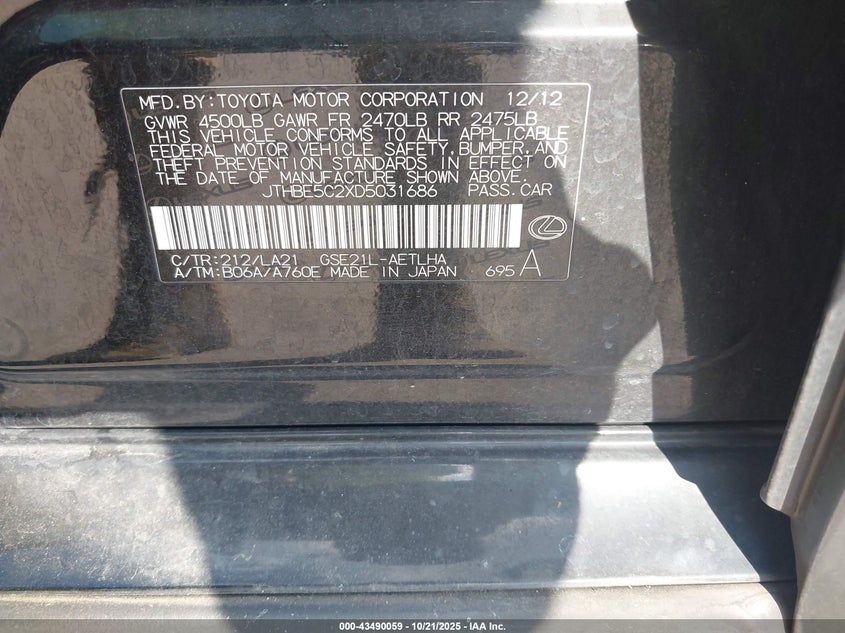 MFD.BY:TOYOTA MOTOR CORPORATION 12/12
GVWR 4500LB GAWR FR 2470LB RR 2475LB
THIS VEHICLE CONFORMS TO ALL APPLICABLE
FEDERAL MOTOR VEHICLE SAFETY,BUMPER,AND
THEFT PREVENTION STANDARDS IN EFFECT ON
THE DATE OF MANUFACTURE SHOWN ABOVE.
JTHBE5C2XD5031686 PASS.CAR
C/TR:212/LA21 GSE21L-AETLHA
A/TM:B06A/A760E MADE IN JAPAN 695 A
000-43490059 - 10/21/2025 - IAA Inc.